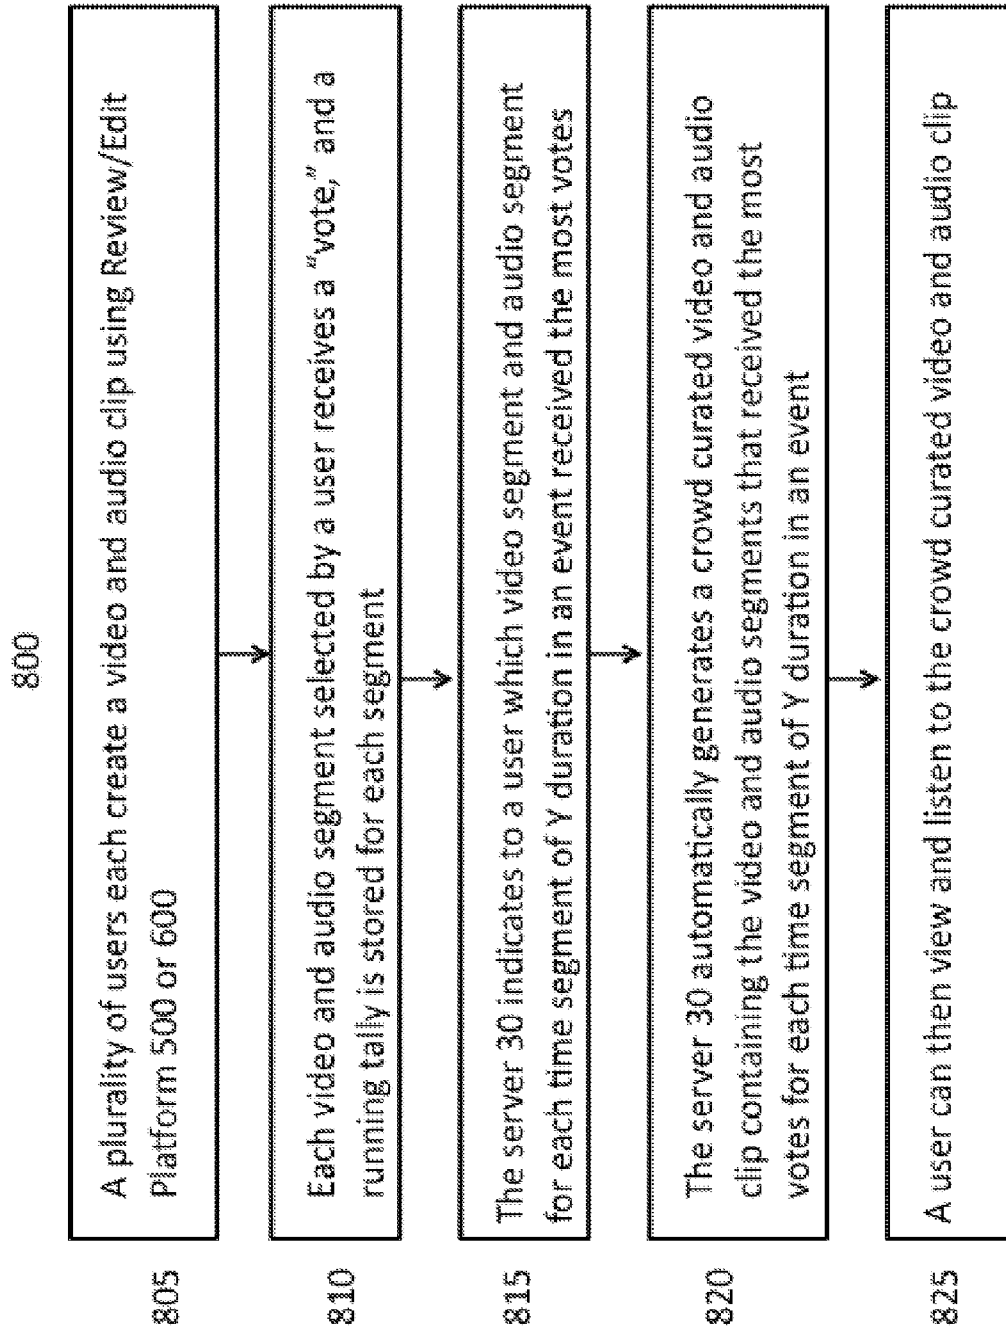 800
805
A plurality of users each create a video and audio clip using Review/Edit
Platform 500 or 600
810
Each video and audio segment selected by a user receives a “vote,” and a
running tally is stored for each segment
815
The server 30 indicates to a user which video segment and audio segment
for each time segment of Y duration in an event received the most votes
820
The server 30 automatically generates a crowd curated video and audio
clip containing the video and audio segments that received the most
votes for each time segment of Y duration in an event
825
A user can then view and listen to the crowd curated video and audio clip